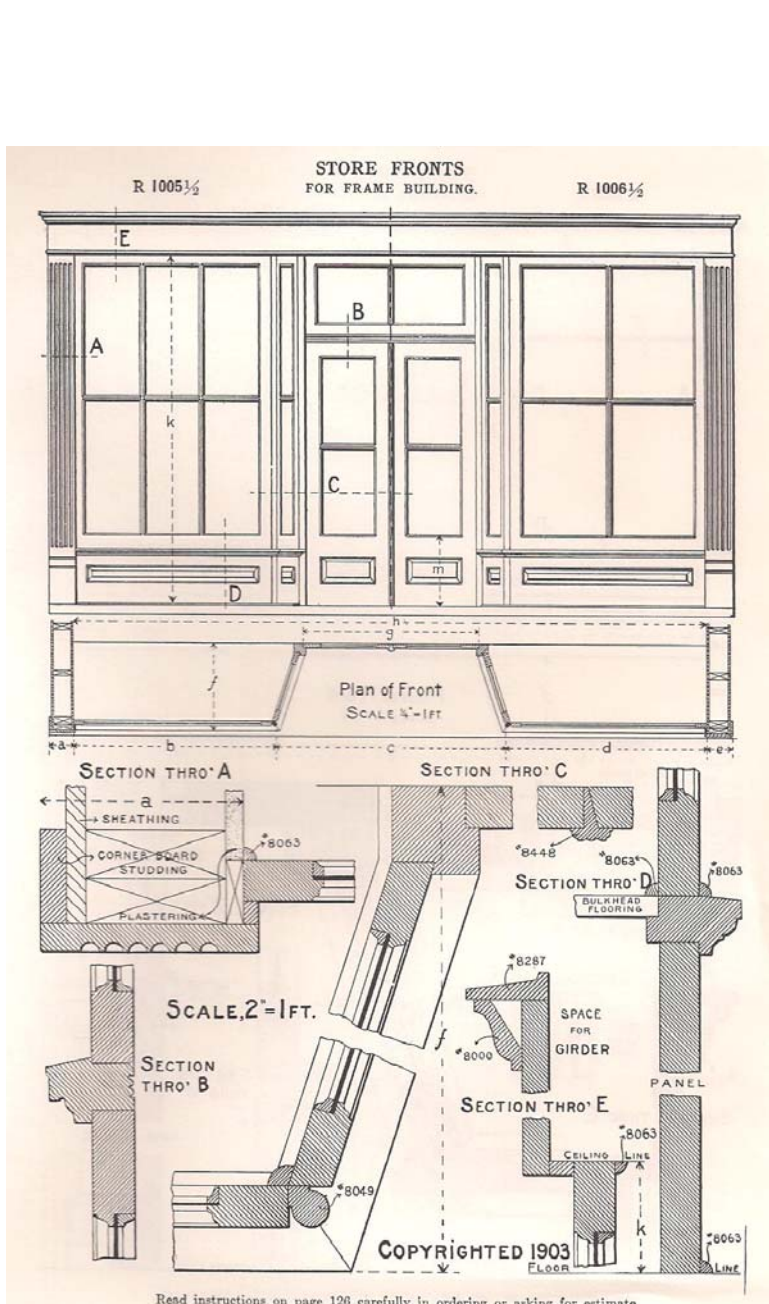 STORE FRONTS
R 1005½ FOR FRAME BUILDING. R 1006½
E
B
A
k
C
m
D
h
g
f
Plan of Front
SCALE ¼"=1FT
a b c d e
SECTION THRO' A
a
SHEATHING
#8063
CORNER BOARD
STUDDING
PLASTERING
SECTION THRO' C
#8448
#8063
#8063
SECTION THRO' D
BULKHEAD
FLOORING
SCALE, 2"=1FT.
f
SECTION
THRO' B
#8287
SPACE
FOR
GIRDER
#8000
PANEL
SECTION THRO' E
#8063
CEILING LINE
k
#8049
#8063
COPYRIGHTED 1903
FLOOR LINE
Read instructions on page 126 carefully in ordering or asking for estimate